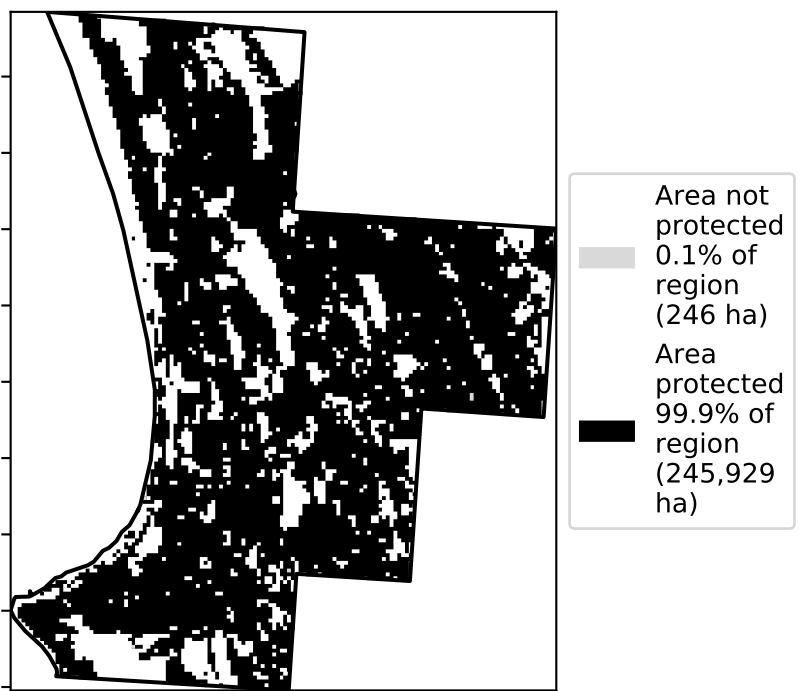 Area not
protected
0.1% of
region
(246 ha)
Area
protected
99.9% of
region
(245,929
ha)